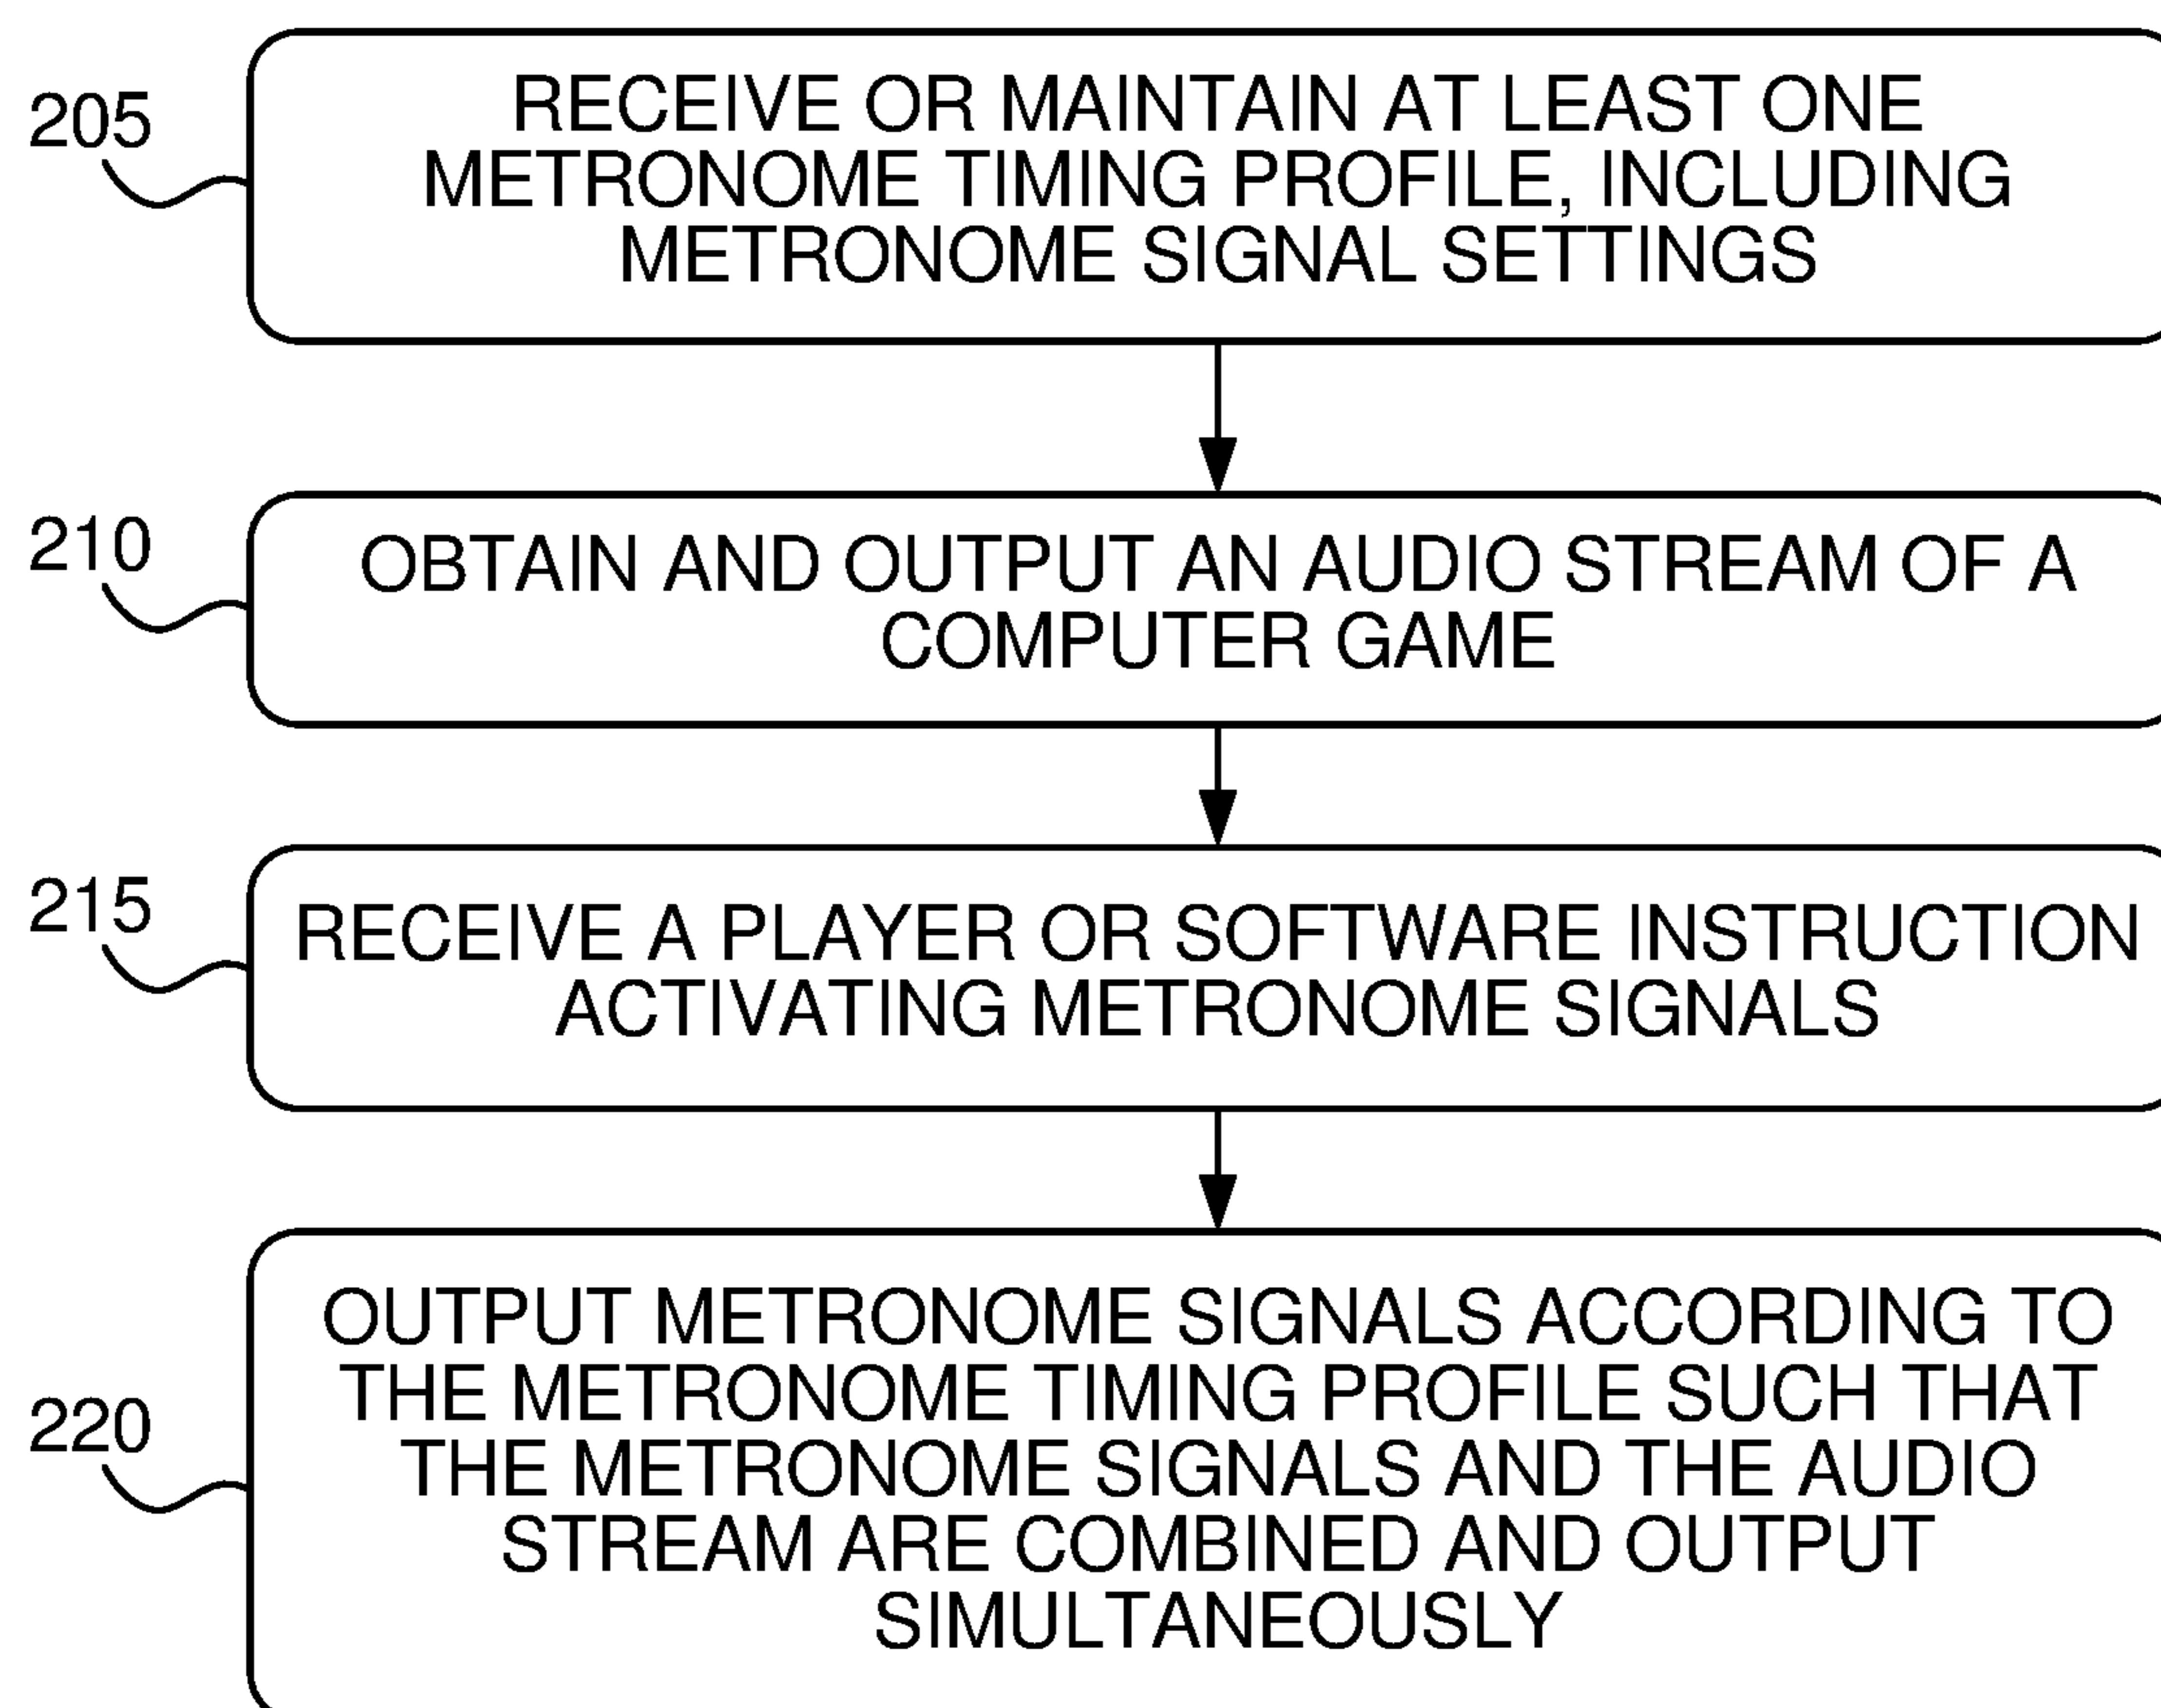 205
RECEIVE OR MAINTAIN AT LEAST ONE
METRONOME TIMING PROFILE, INCLUDING
METRONOME SIGNAL SETTINGS
210
OBTAIN AND OUTPUT AN AUDIO STREAM OF A
COMPUTER GAME
215
RECEIVE A PLAYER OR SOFTWARE INSTRUCTION
ACTIVATING METRONOME SIGNALS
220
OUTPUT METRONOME SIGNALS ACCORDING TO
THE METRONOME TIMING PROFILE SUCH THAT
THE METRONOME SIGNALS AND THE AUDIO
STREAM ARE COMBINED AND OUTPUT
SIMULTANEOUSLY